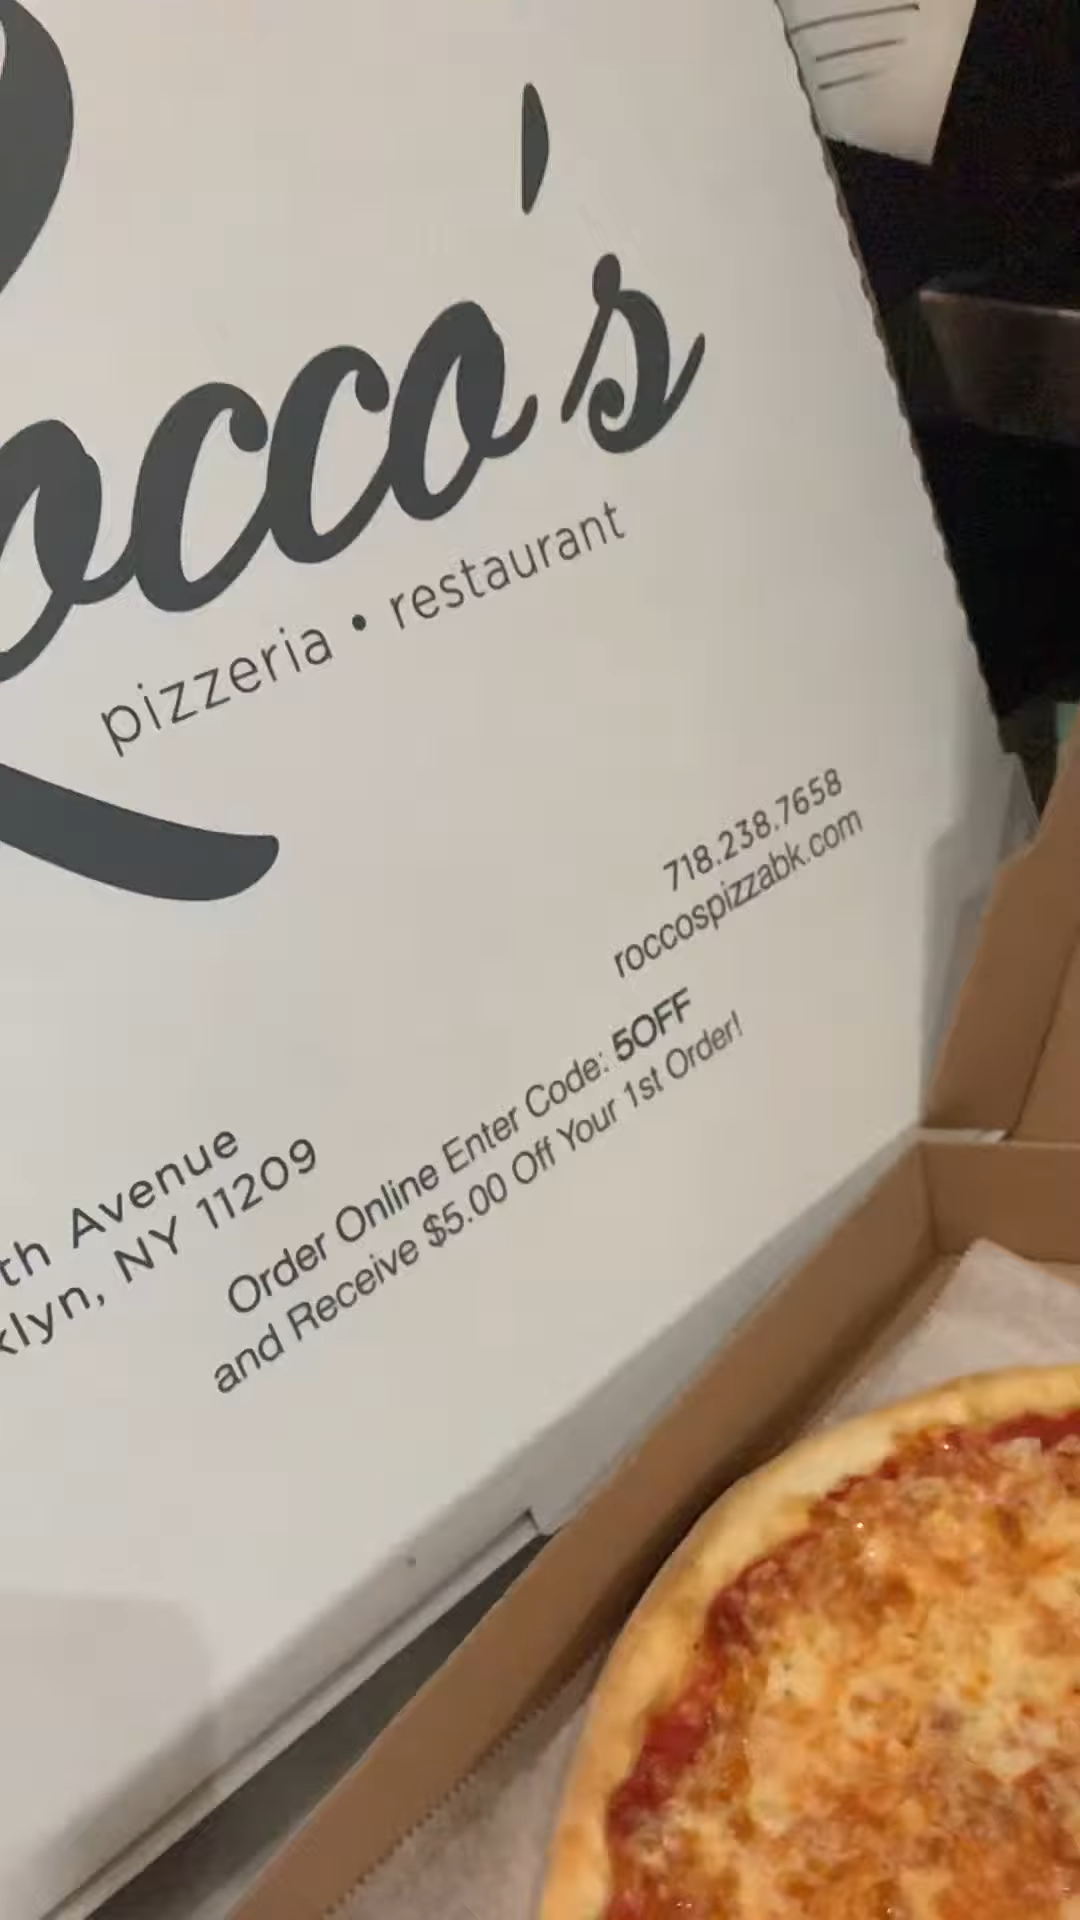 Rocco's
pizzeria • restaurant
718.238.7658
roccospizzabk.com
th Avenue
klyn, NY 11209
Order Online Enter Code: 5OFF
and Receive $5.00 Off Your 1st Order!